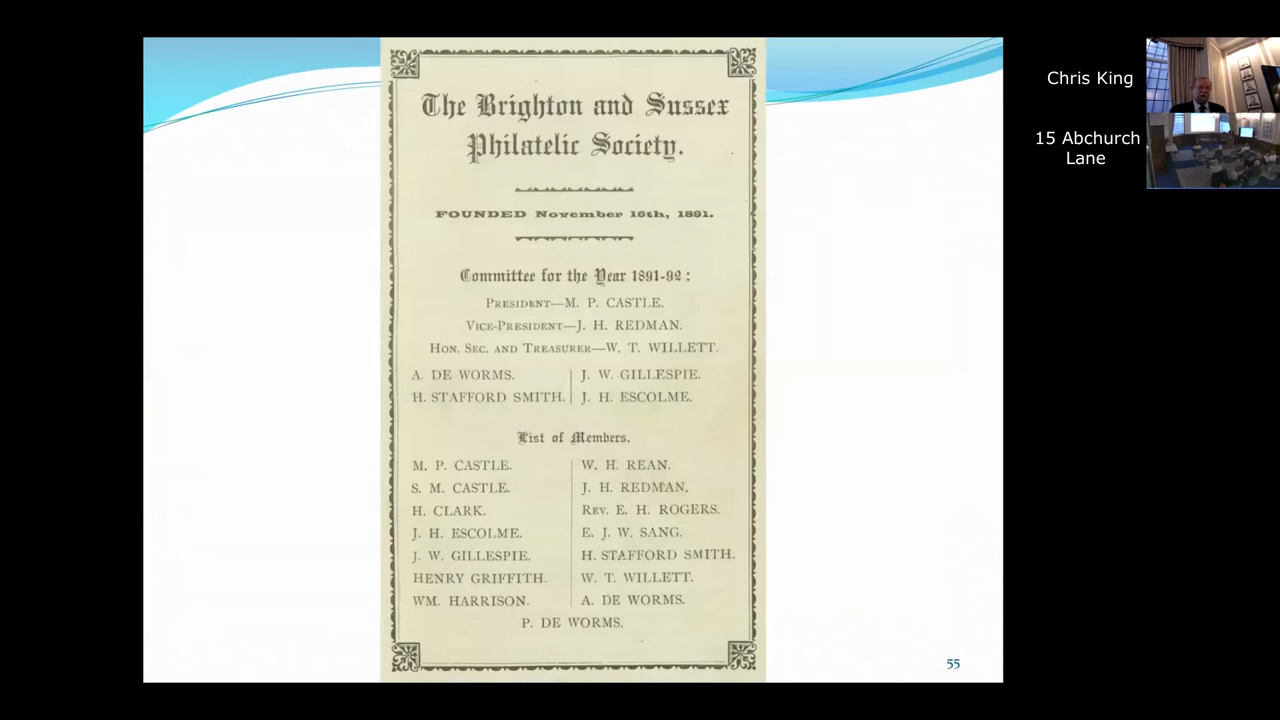 The Brighton and Sussex
Philatelic Society.
FOUNDED November 16th, 1891.
Committee for the Year 1891-92:
PRESIDENT—M. P. CASTLE.
VICE-PRESIDENT—J. H. REDMAN.
HON. SEC. AND TREASURER—W. T. WILLETT.
A. DE WORMS.
H. STAFFORD SMITH.
J. W. GILLESPIE.
J. H. ESCOLME.
List of Members.
M. P. CASTLE.
S. M. CASTLE.
H. CLARK.
J. H. ESCOLME.
J. W. GILLESPIE.
HENRY GRIFFITH.
WM. HARRISON.
W. H. REAN.
J. H. REDMAN.
REV. E. H. ROGERS.
E. J. W. SANG.
H. STAFFORD SMITH.
W. T. WILLETT.
A. DE WORMS.
P. DE WORMS.
55
Chris King
15 Abchurch
Lane